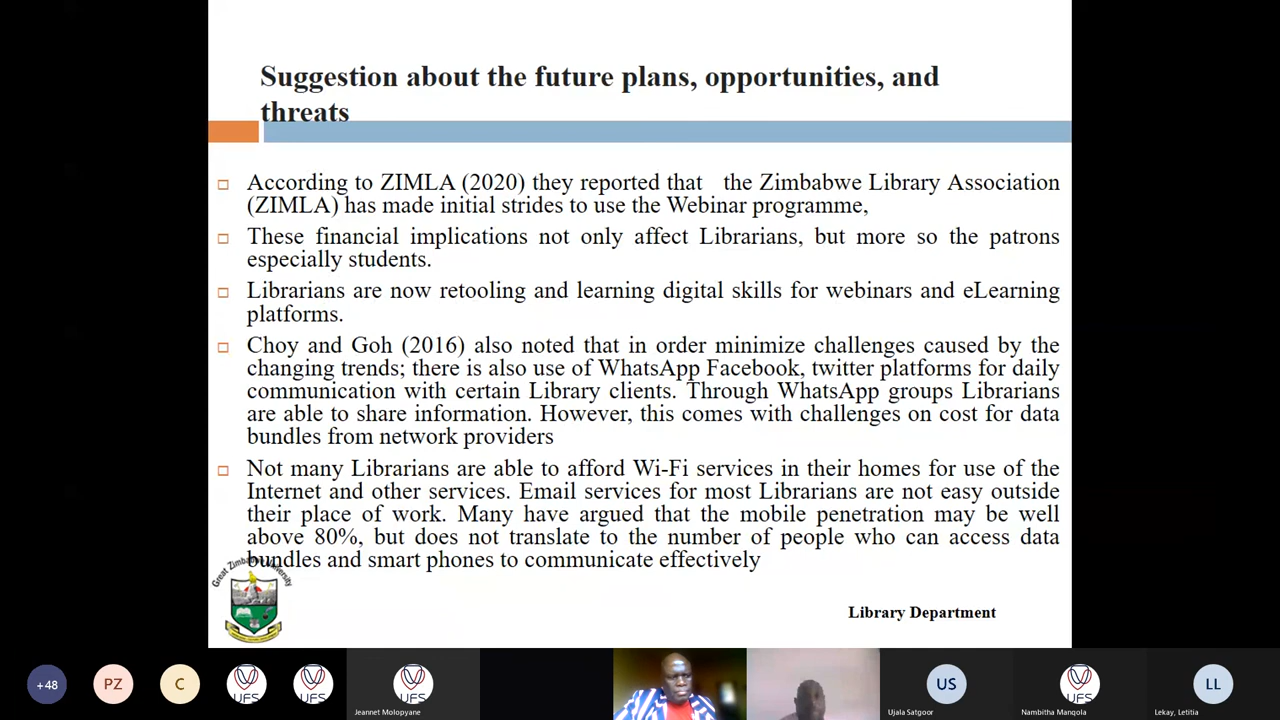 Suggestion about the future plans, opportunities, and
threats
According to ZIMLA (2020) they reported that the Zimbabwe Library Association
(ZIMLA) has made initial strides to use the Webinar programme,
These financial implications not only affect Librarians, but more so the patrons
especially students.
Librarians are now retooling and learning digital skills for webinars and eLearning
platforms.
Choy and Goh (2016) also noted that in order minimize challenges caused by the
changing trends; there is also use of WhatsApp Facebook, twitter platforms for daily
communication with certain Library clients. Through WhatsApp groups Librarians
are able to share information. However, this comes with challenges on cost for data
bundles from network providers
Not many Librarians are able to afford Wi-Fi services in their homes for use of the
Internet and other services. Email services for most Librarians are not easy outside
their place of work. Many have argued that the mobile penetration may be well
above 80%, but does not translate to the number of people who can access data
bundles and smart phones to communicate effectively
Great Zimbabwe University
Library Department
+48
PZ
C
UFS
UFS
UFS
Jeannet Molopyane
US
Ujala Satgoor
UFS
Nambitha Manqola
LL
Lekay, Letitia